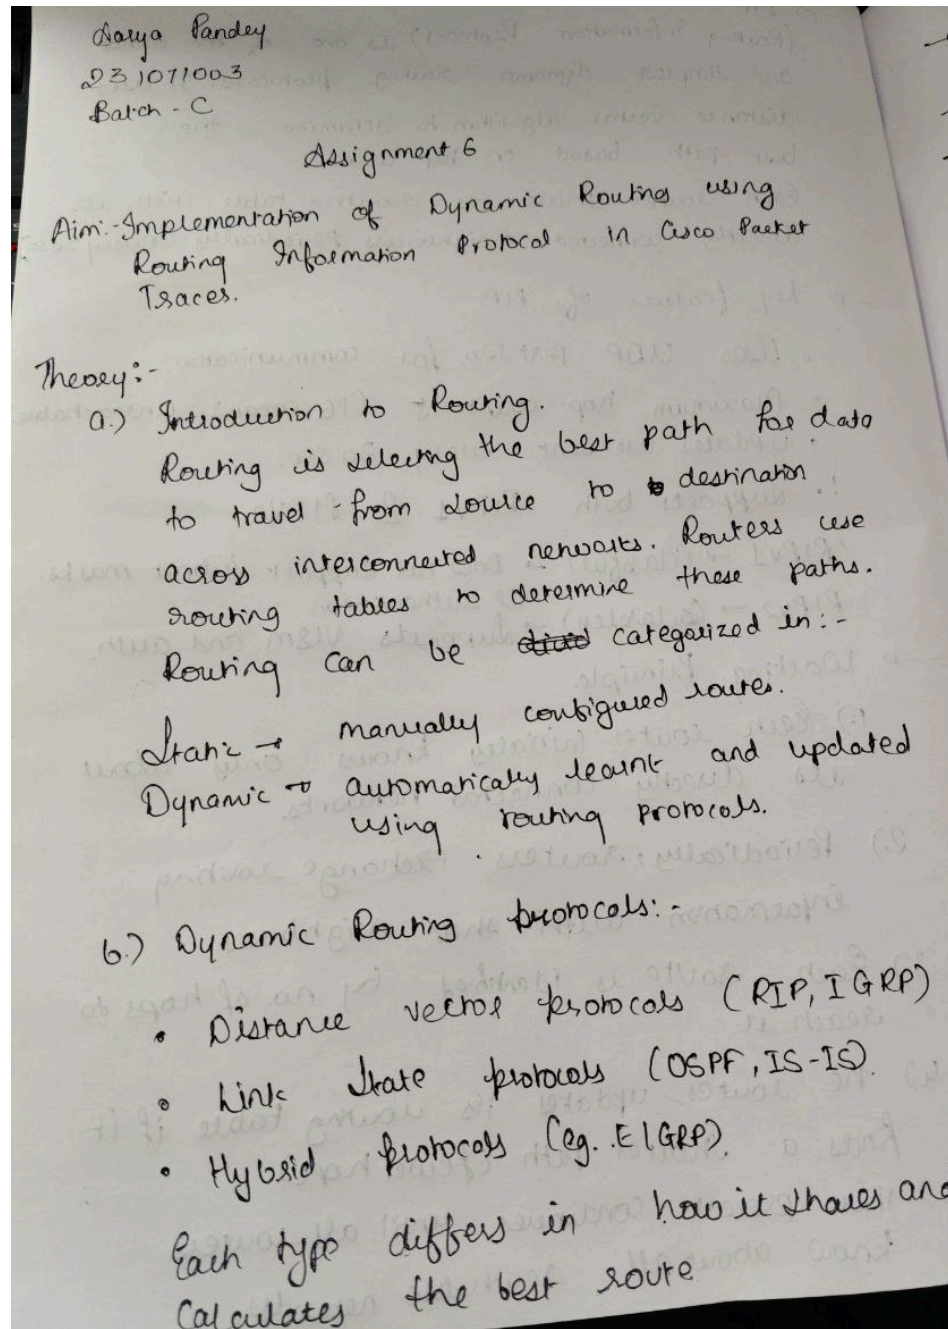 Aarya Pandey
231071003
Batch - C
Assignment 6
Aim:- Implementation of Dynamic Routing using
Routing Information Protocol in Cisco Packet
Tracer.
Theory:-
a.) Introduction to Routing.
Routing is selecting the best path for data
to travel from source to destination
across interconnected networks. Routers use
routing tables to determine these paths.
Routing can be categorized in:-
Static → manually configured routes.
Dynamic → automatically learnt and updated
using routing protocols.
b.) Dynamic Routing protocols:-
• Distance vector protocols (RIP, IGRP)
• Link State protocols (OSPF, IS-IS).
• Hybrid protocols (eg. EIGRP).
Each type differs in how it shares and
Calculates the best route